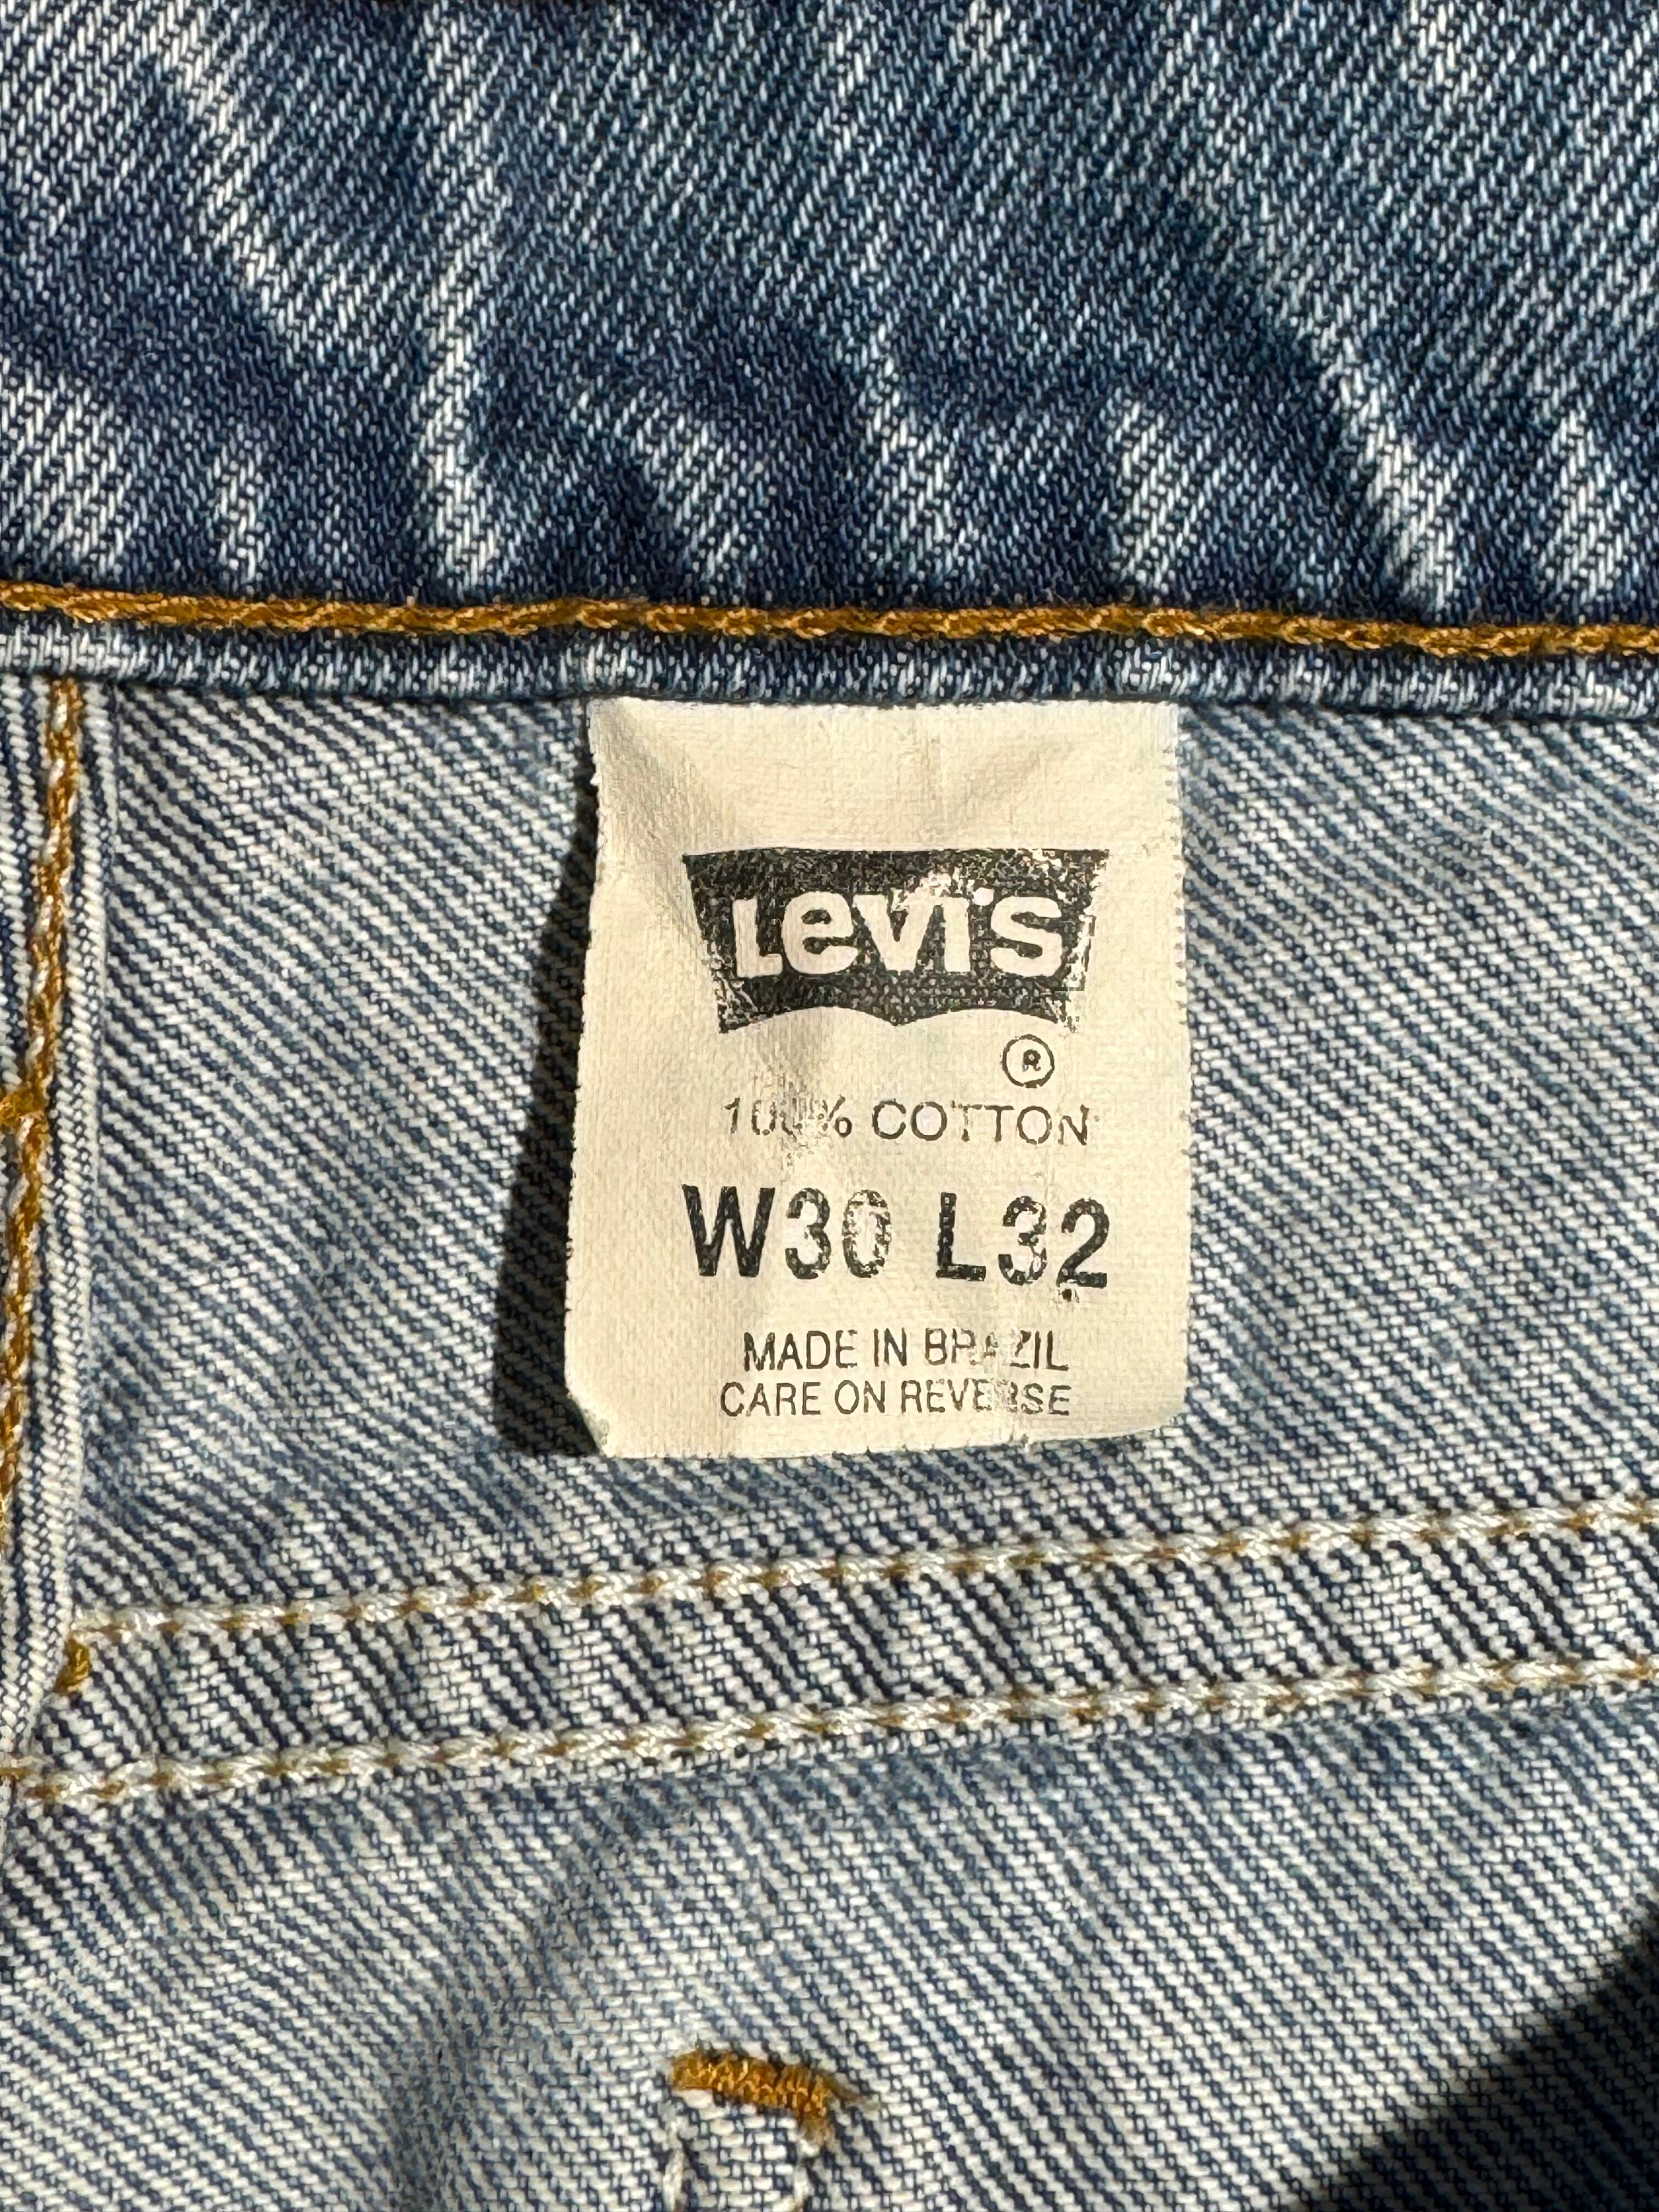 Levi's
®
100% COTTON
W30 L32
MADE IN BRAZIL
CARE ON REVERSE